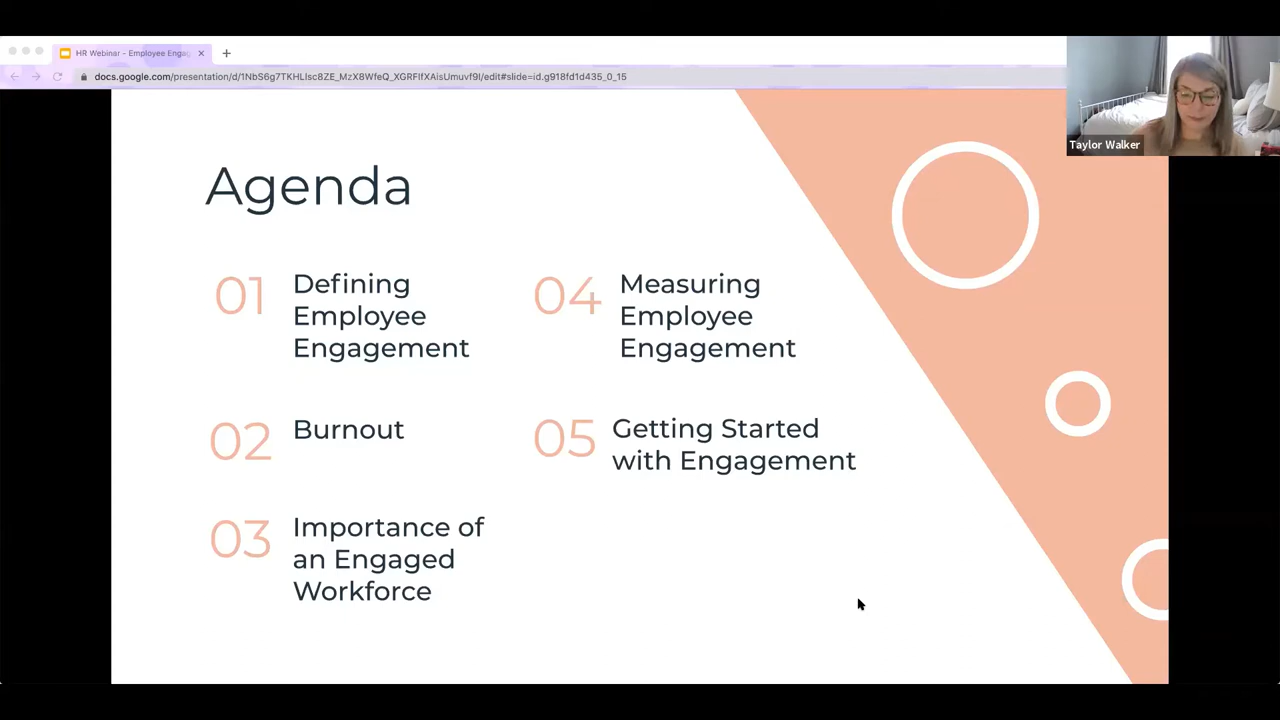 HR Webinar - Employee Engag
docs.google.com/presentation/d/1NbS6g7TKHLlsc8ZE_MzX8WfeQ_XGRFlfXAisUmuvf9I/edit#slide=id.g918fd1d435_0_15
Taylor Walker
Agenda
01
Defining
Employee
Engagement
02
Burnout
03
Importance of
an Engaged
Workforce
04
Measuring
Employee
Engagement
05
Getting Started
with Engagement